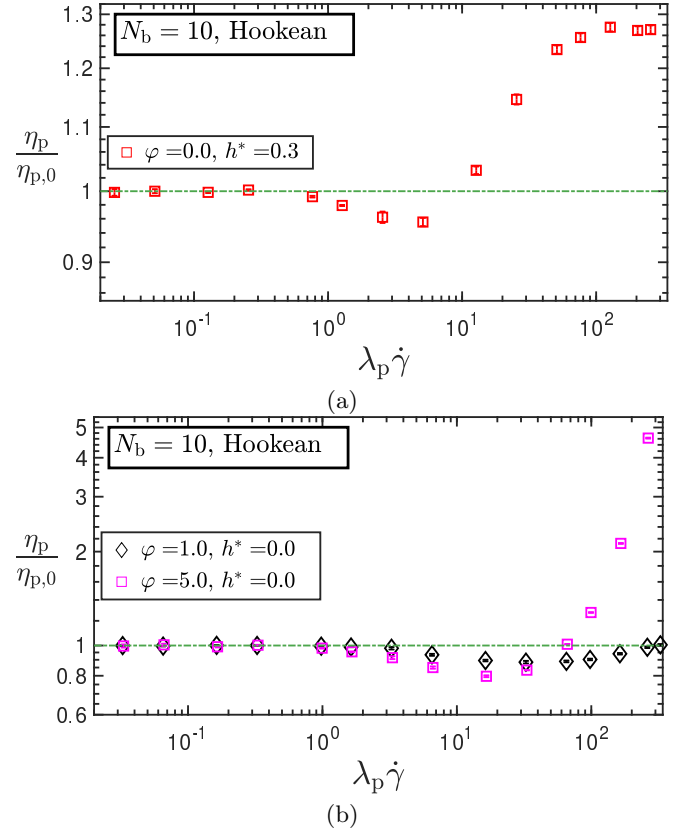 1.3
1.2
1.1
1
0.9
N_b = 10, Hookean
φ =0.0, h* =0.3
η_p / η_p,0
10^-1 10^0 10^1 10^2
λ_p γ̇
(a)
5
4
3
2
1
0.8
0.6
N_b = 10, Hookean
φ =1.0, h* =0.0
φ =5.0, h* =0.0
η_p / η_p,0
10^-1 10^0 10^1 10^2
λ_p γ̇
(b)